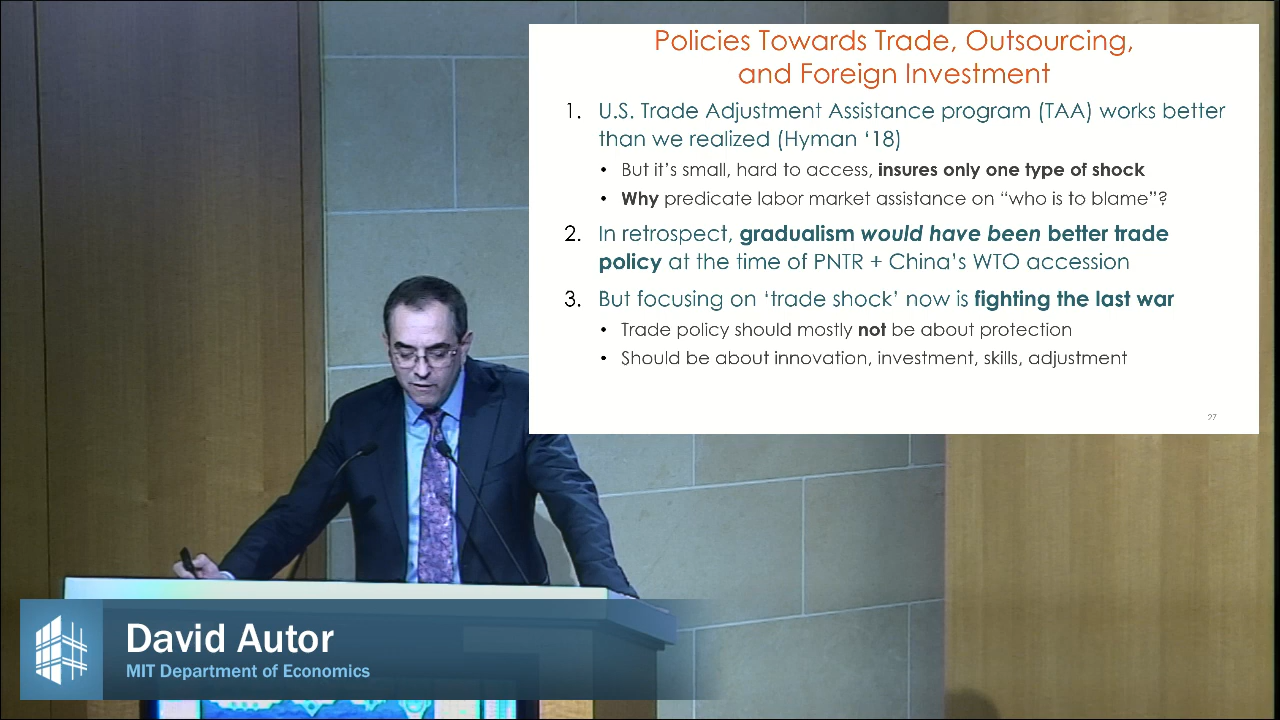 Policies Towards Trade, Outsourcing,
and Foreign Investment
1. U.S. Trade Adjustment Assistance program (TAA) works better
than we realized (Hyman ‘18)
• But it’s small, hard to access, insures only one type of shock
• Why predicate labor market assistance on “who is to blame”?
2. In retrospect, gradualism would have been better trade
policy at the time of PNTR + China’s WTO accession
3. But focusing on ‘trade shock’ now is fighting the last war
• Trade policy should mostly not be about protection
• Should be about innovation, investment, skills, adjustment
27
David Autor
MIT Department of Economics